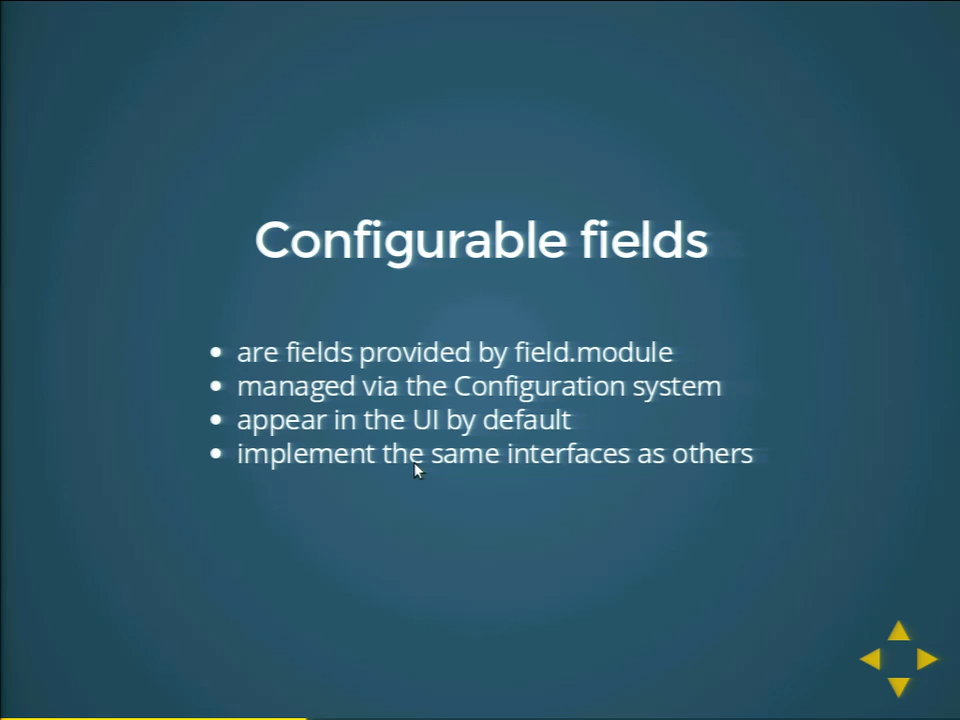 Configurable fields
are fields provided by field.module
managed via the Configuration system
appear in the UI by default
implement the same interfaces as others